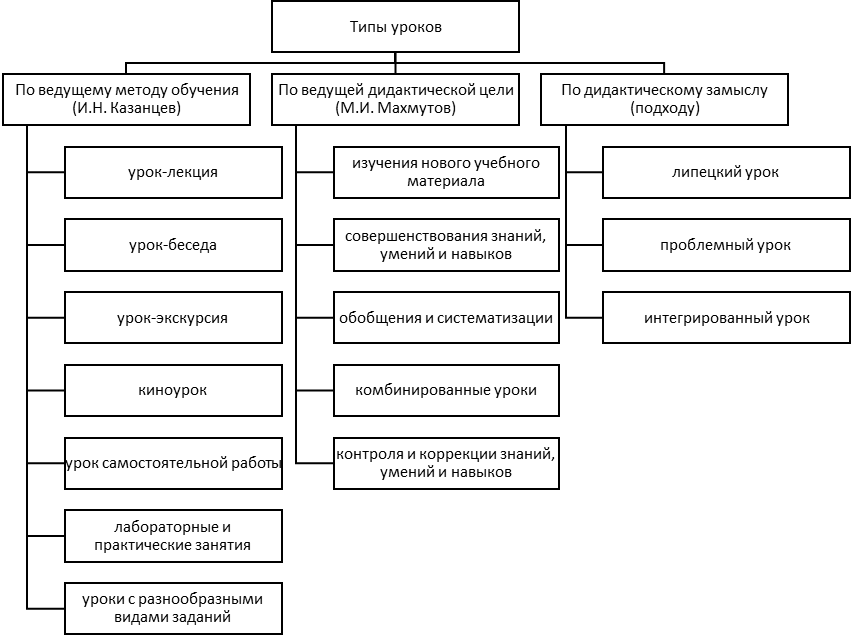 Типы уроков
По ведущему методу обучения
(И.Н. Казанцев)
урок-лекция
урок-беседа
урок-экскурсия
киноурок
урок самостоятельной работы
лабораторные и
практические занятия
уроки с разнообразными
видами заданий
По ведущей дидактической цели
(М.И. Махмутов)
изучения нового учебного
материала
совершенствования знаний,
умений и навыков
обобщения и систематизации
комбинированные уроки
контроля и коррекции знаний,
умений и навыков
По дидактическому замыслу
(подходу)
липецкий урок
проблемный урок
интегрированный урок